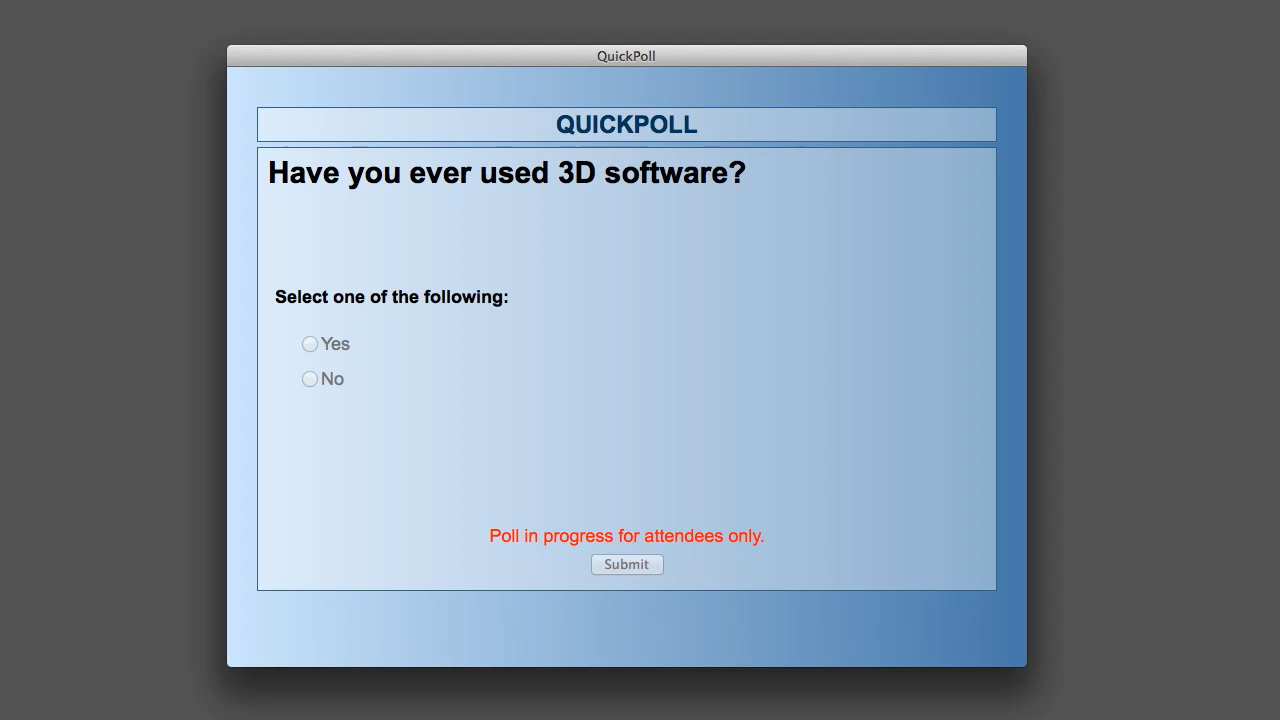 QuickPoll
QUICKPOLL
Have you ever used 3D software?
Select one of the following:
Yes
No
Poll in progress for attendees only.
Submit